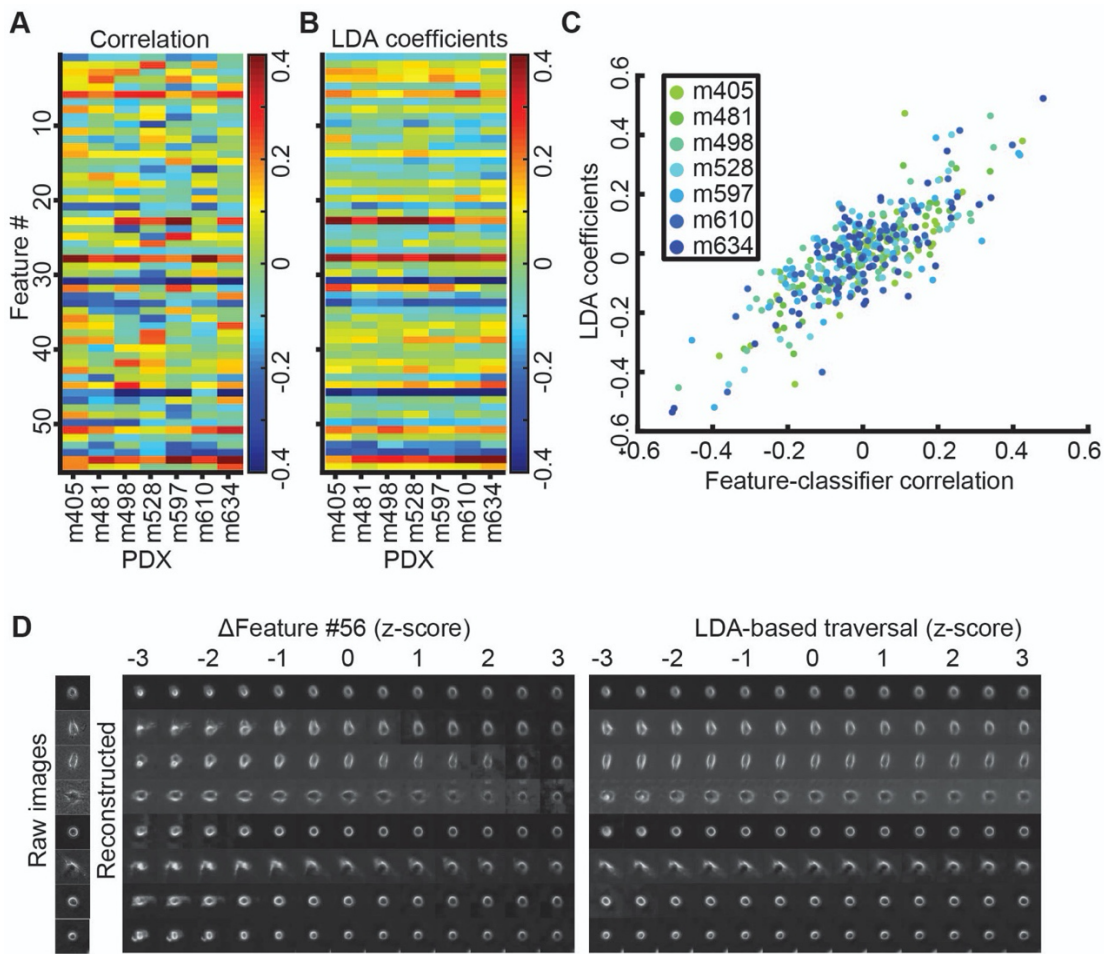 A
Correlation
Feature #
10
20
30
40
50
m405
m481
m498
m528
m597
m610
m634
PDX
0.4
0.2
0
-0.2
-0.4
B
LDA coefficients
m405
m481
m498
m528
m597
m610
m634
PDX
0.4
0.2
0
-0.2
-0.4
C
LDA coefficients
0.6
0.4
0.2
0
-0.2
-0.4
-0.6
m405
m481
m498
m528
m597
m610
m634
-0.6 -0.4 -0.2 0 0.2 0.4 0.6
Feature-classifier correlation
D
ΔFeature #56 (z-score)
-3 -2 -1 0 1 2 3
LDA-based traversal (z-score)
-3 -2 -1 0 1 2 3
Raw images
Reconstructed